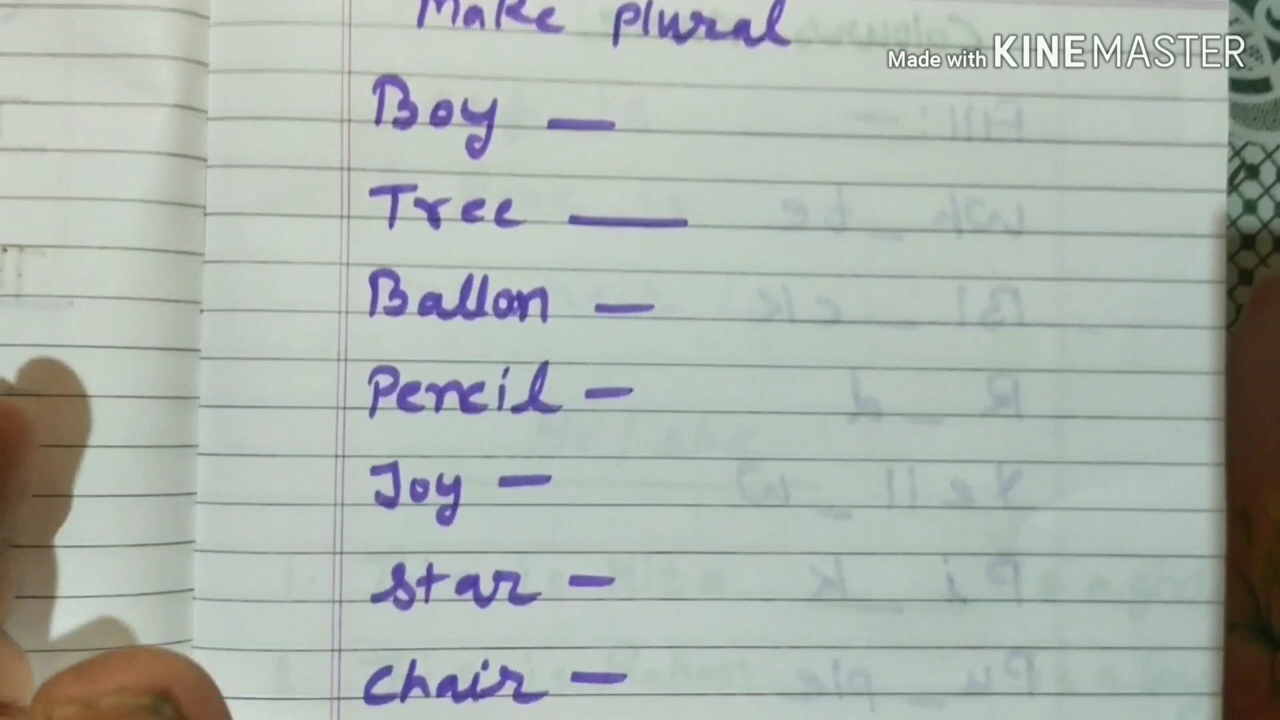 Make plural
Made with KINEMASTER
Boy —
Tree —
Ballon —
Pencil —
Joy —
Star —
Chair —